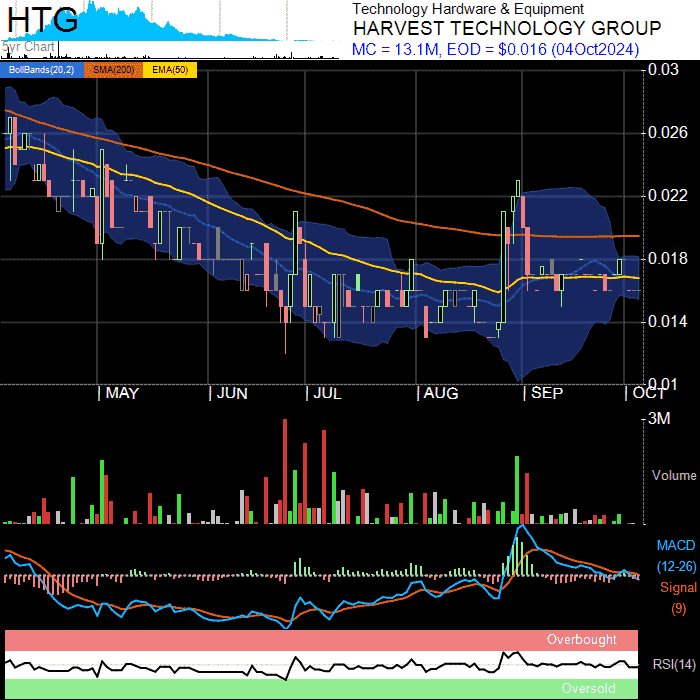 HTG
Technology Hardware & Equipment
HARVEST TECHNOLOGY GROUP
MC = 13.1M, EOD = $0.016 (04Oct2024)
5yr Chart
BollBands(20,2) SMA(200) EMA(50)
0.03
0.026
0.022
0.018
0.014
0.01
MAY JUN JUL AUG SEP OCT
3M
Volume
MACD
(12-26)
Signal
(9)
Overbought
RSI(14)
Oversold